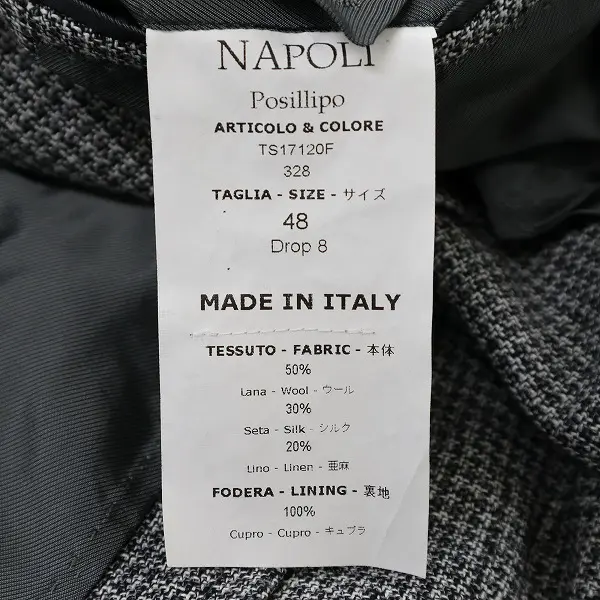 NAPOLI
Posillipo
ARTICOLO & COLORE
TS17120F
328
TAGLIA - SIZE - サイズ
48
Drop 8
MADE IN ITALY
TESSUTO - FABRIC - 本体
50%
Lana - Wool - ウール
30%
Seta - Silk - シルク
20%
Lino - Linen - 亜麻
FODERA - LINING - 裏地
100%
Cupro - Cupro - キュプラ